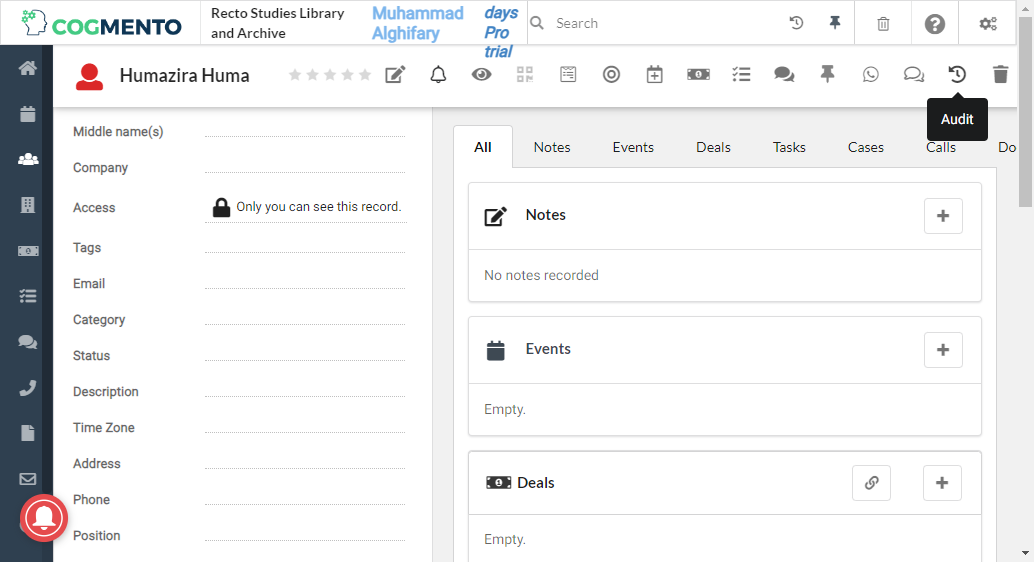 COGMENTO
Recto Studies Library
and Archive
Muhammad
Alghifary
days
Pro
trial
Search
Humazira Huma
Audit
Middle name(s)
Company
Access
Only you can see this record.
Tags
Email
Category
Status
Description
Time Zone
Address
Phone
Position
All
Notes
Events
Deals
Tasks
Cases
Calls
Do
Notes
No notes recorded
Events
Empty.
Deals
Empty.